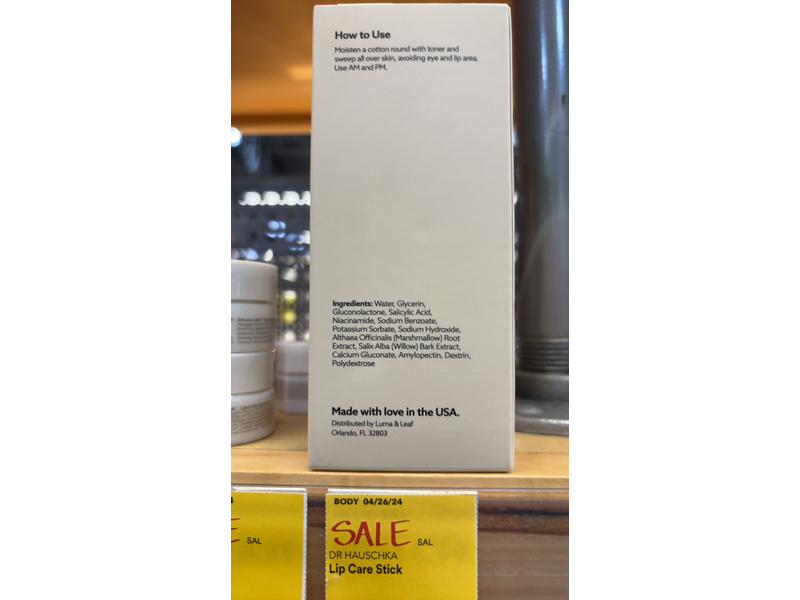 How to Use
Moisten a cotton round with toner and
sweep all over skin, avoiding eye and lip area.
Use AM and PM.
Ingredients: Water, Glycerin,
Gluconolactone, Salicylic Acid,
Niacinamide, Sodium Benzoate,
Potassium Sorbate, Sodium Hydroxide,
Althaea Officinalis (Marshmallow) Root
Extract, Salix Alba (Willow) Bark Extract,
Calcium Gluconate, Amylopectin, Dextrin,
Polydextrose
Made with love in the USA.
Distributed by Luma & Leaf
Orlando, FL 32803
4
E SAL
BODY 04/26/24
SALE SAL
DR HAUSCHKA
Lip Care Stick